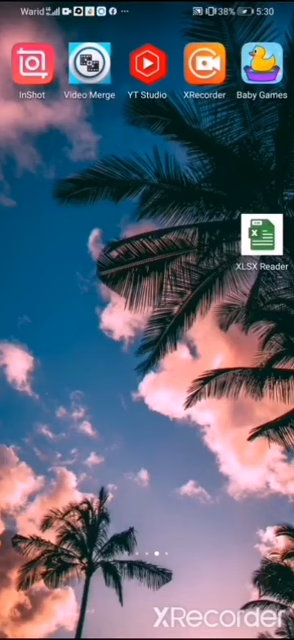 Warid 38% 5:30
InShot Video Merge YT Studio XRecorder Baby Games
XLSX Reader
XRecorder